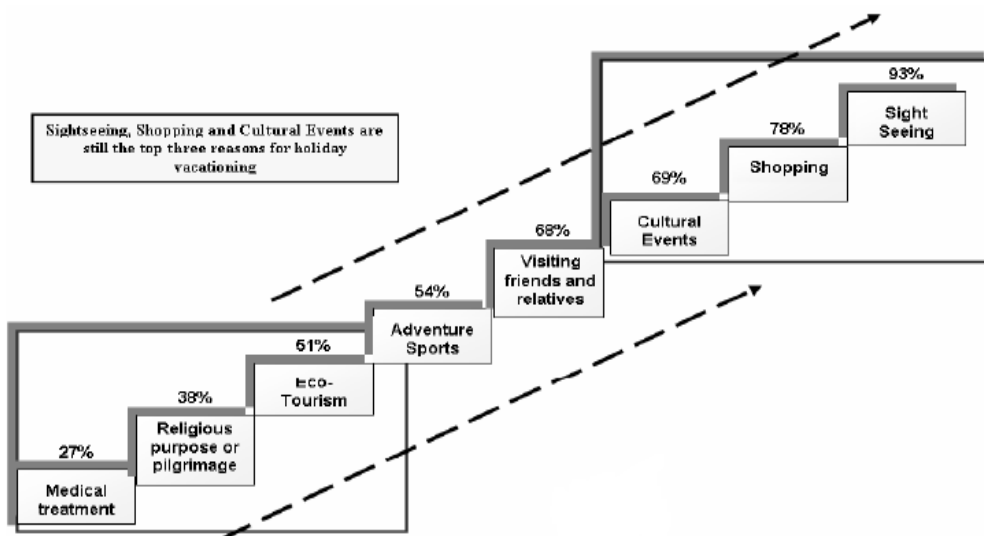 93%
Sight
Seeing
Sightseeing, Shopping and Cultural Events are
still the top three reasons for holiday
vacationing
78%
Shopping
69%
Cultural
Events
68%
Visiting
friends and
relatives
54%
Adventure
Sports
51%
Eco-
Tourism
38%
Religious
purpose or
pilgrimage
27%
Medical
treatment